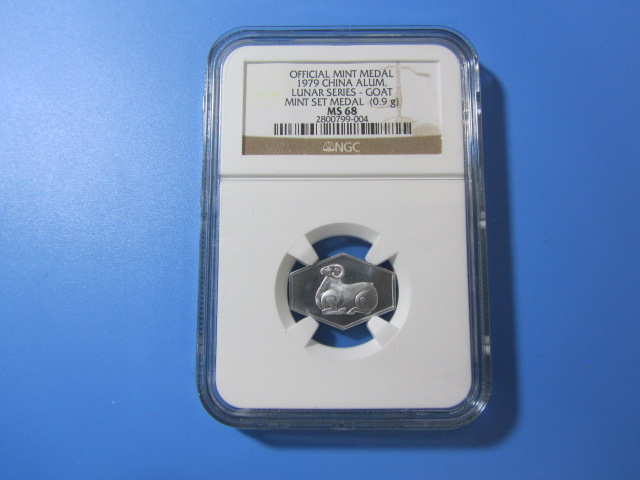 OFFICIAL MINT MEDAL
1979 CHINA ALUM.
LUNAR SERIES - GOAT
MINT SET MEDAL (0.9 g)
MS 68
2800799-004
NGC